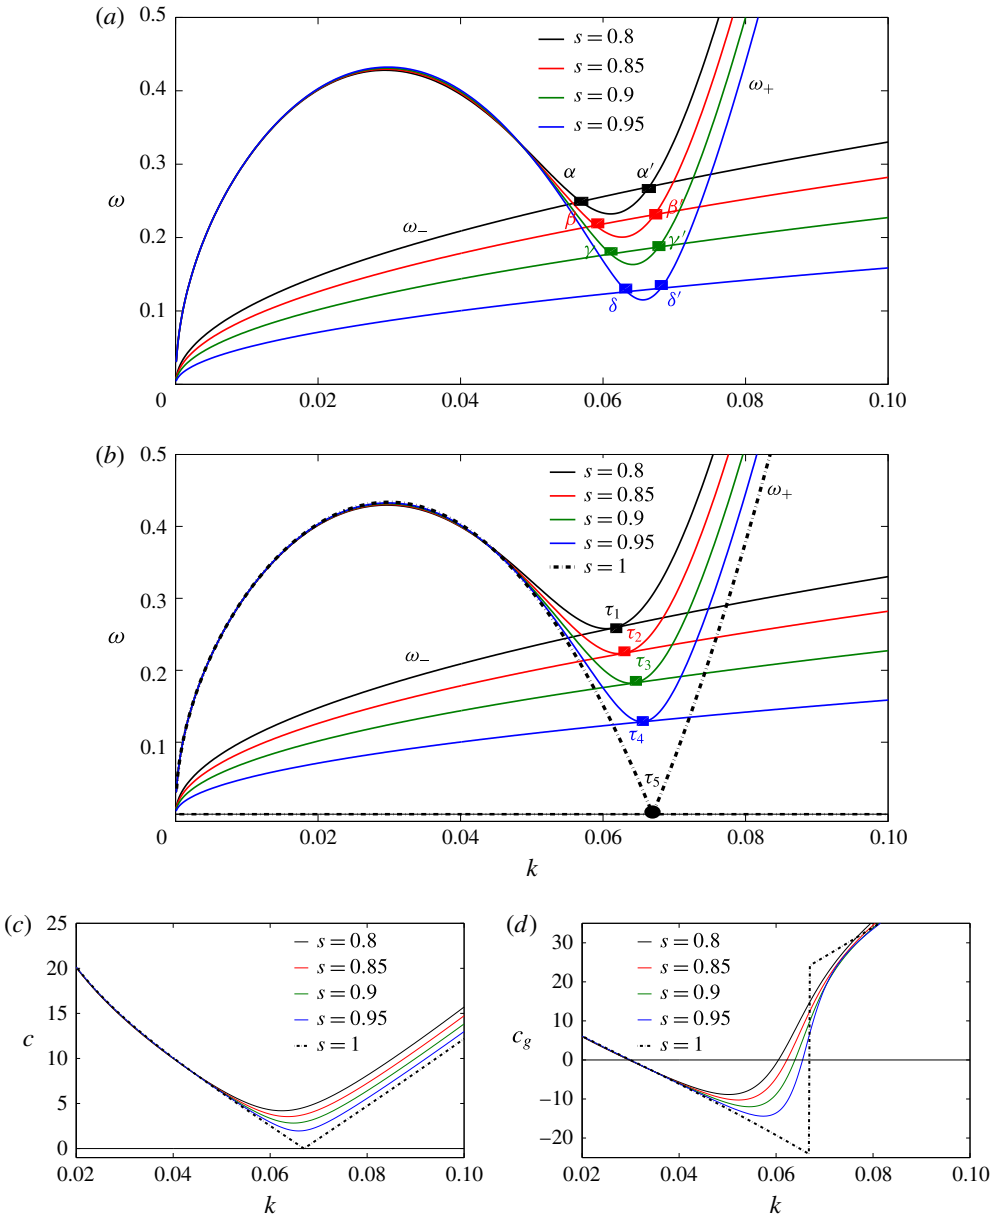 (a)
0.5
0.4
0.3
0.2
0.1
ω
s = 0.8
s = 0.85
s = 0.9
s = 0.95
ω+
ω−
α
α′
β
β′
γ
γ′
δ
δ′
0
0.02
0.04
0.06
0.08
0.10
(b)
0.5
0.4
0.3
0.2
0.1
ω
s = 0.8
s = 0.85
s = 0.9
s = 0.95
s = 1
ω+
ω−
τ1
τ2
τ3
τ4
τ5
0
0.02
0.04
0.06
0.08
0.10
k
(c)
25
20
15
10
5
0
c
s = 0.8
s = 0.85
s = 0.9
s = 0.95
s = 1
0.02
0.04
0.06
0.08
0.10
k
(d)
30
20
10
0
−10
−20
cg
s = 0.8
s = 0.85
s = 0.9
s = 0.95
s = 1
0.02
0.04
0.06
0.08
0.10
k